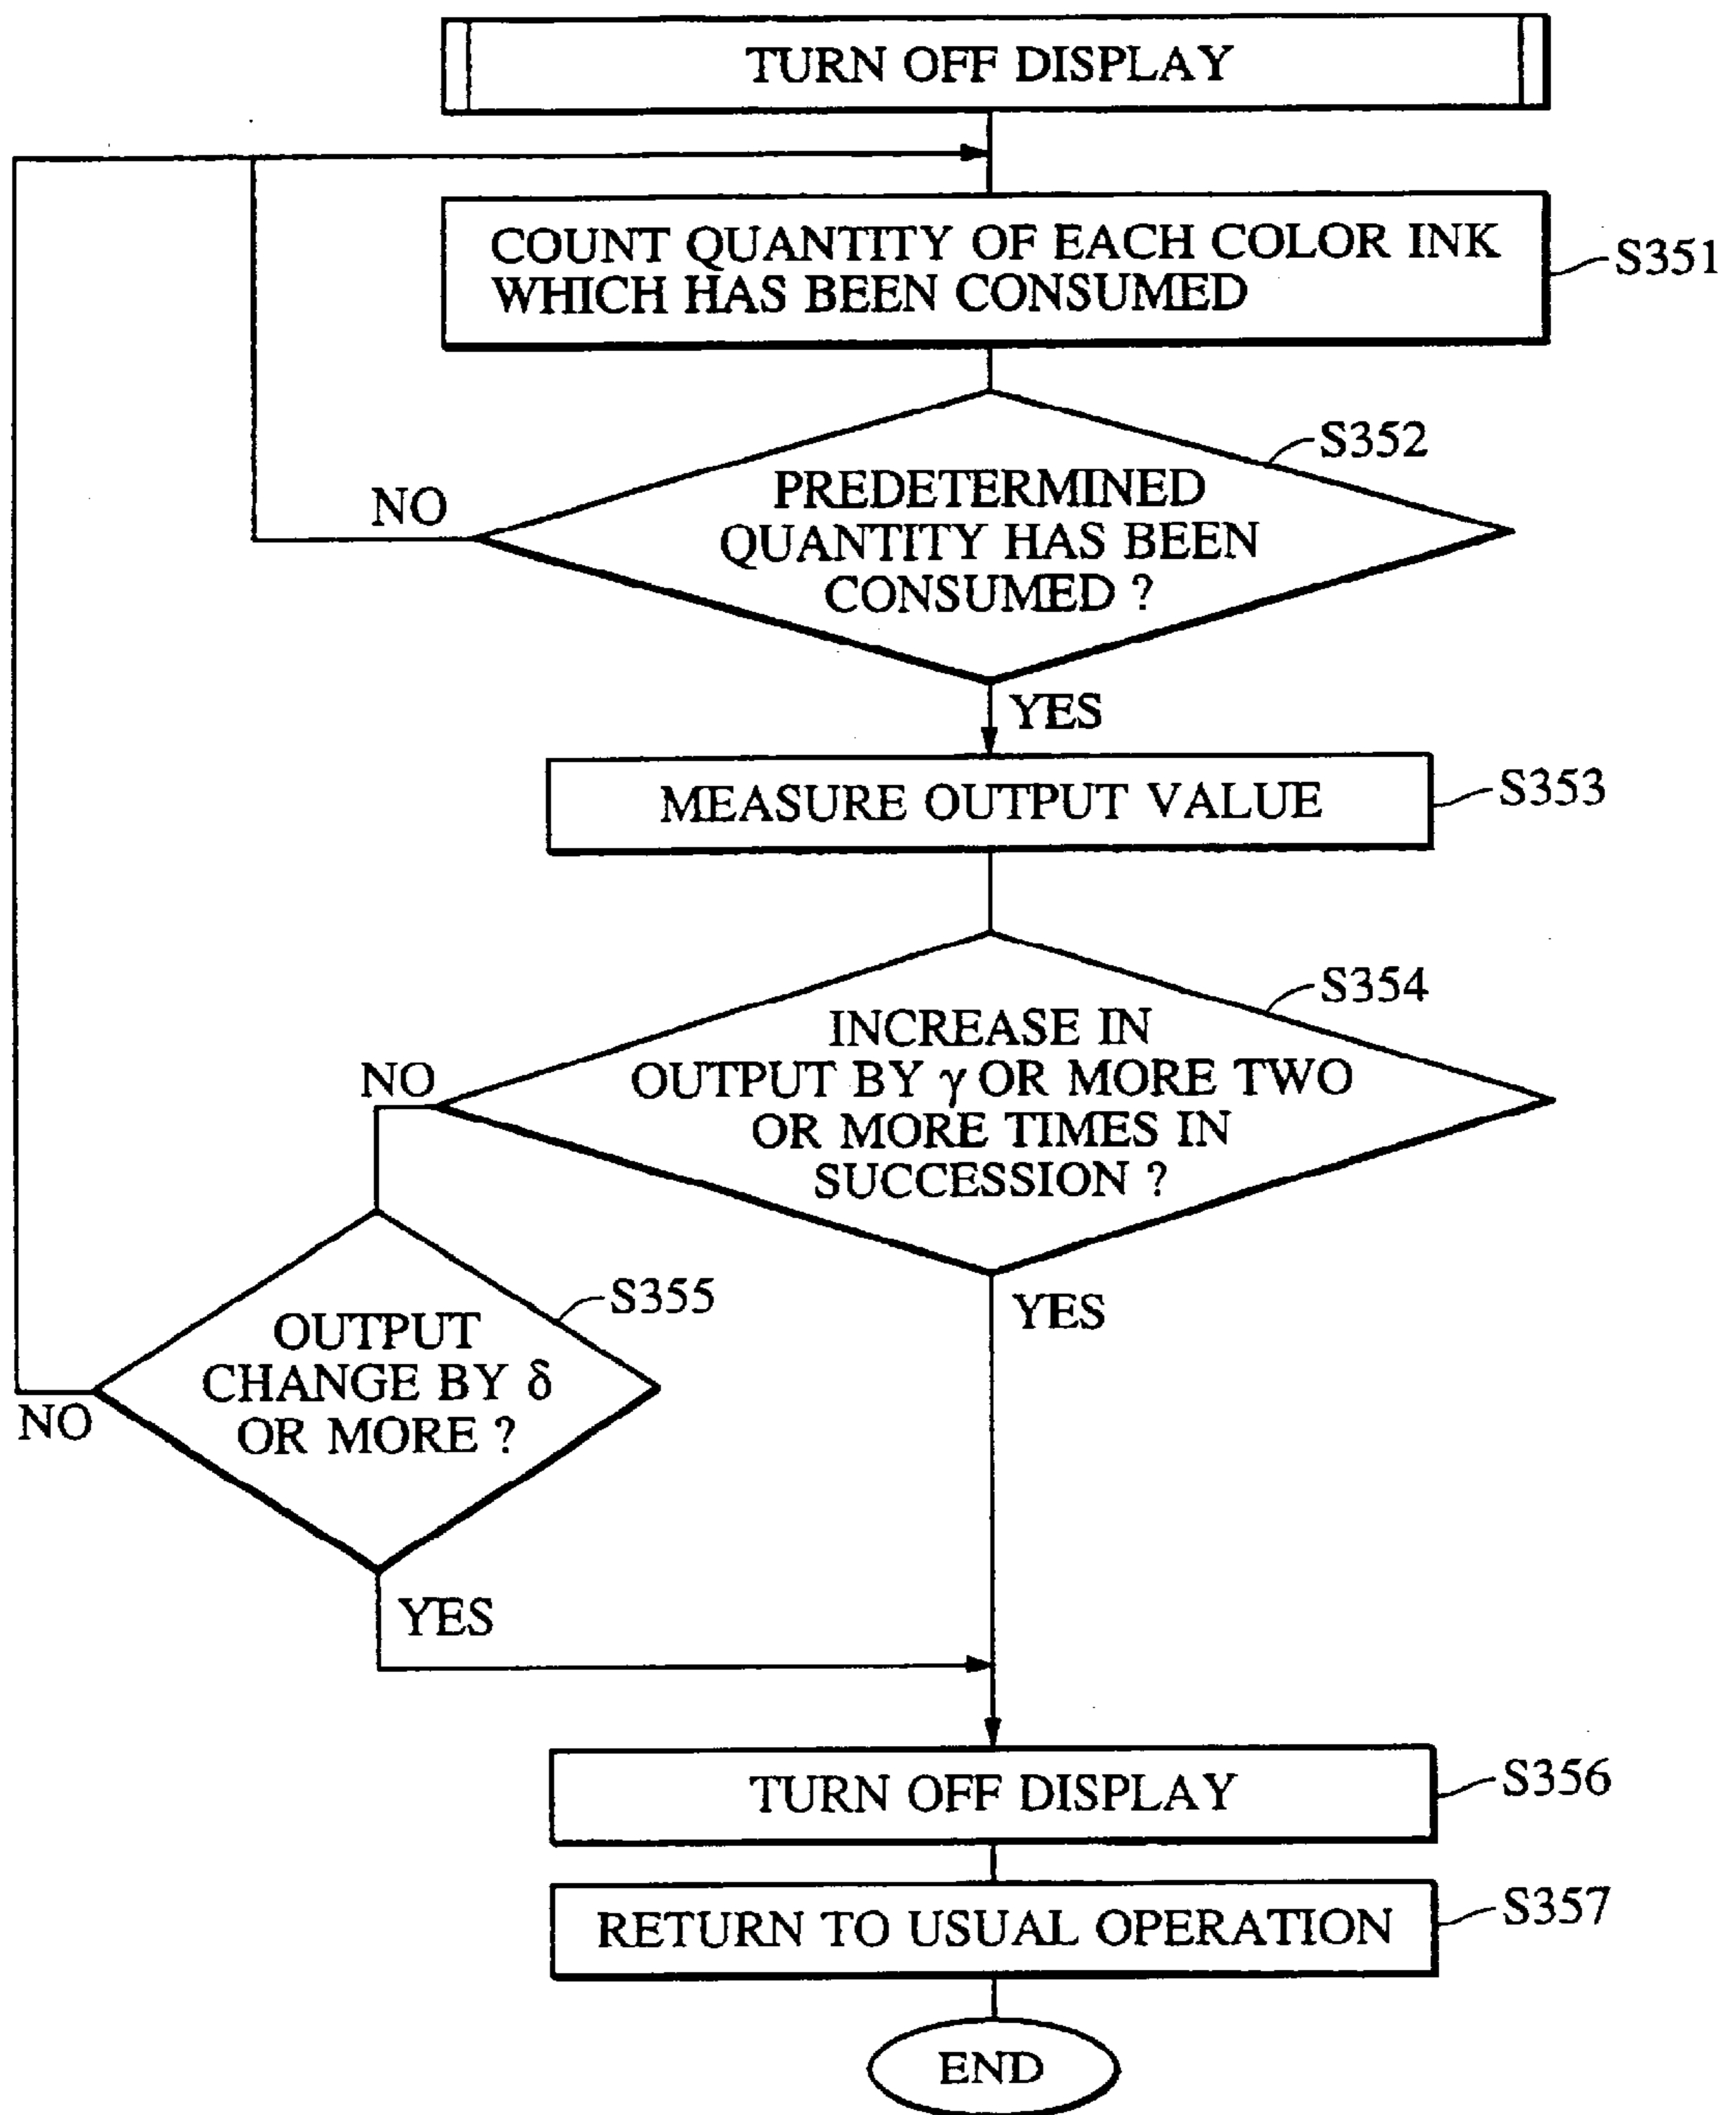 TURN OFF DISPLAY
COUNT QUANTITY OF EACH COLOR INK
WHICH HAS BEEN CONSUMED
S351
S352
PREDETERMINED
QUANTITY HAS BEEN
CONSUMED ?
NO
YES
MEASURE OUTPUT VALUE
S353
S354
INCREASE IN
OUTPUT BY γ OR MORE TWO
OR MORE TIMES IN
SUCCESSION ?
NO
YES
S355
OUTPUT
CHANGE BY δ
OR MORE ?
NO
YES
TURN OFF DISPLAY
S356
RETURN TO USUAL OPERATION
S357
END